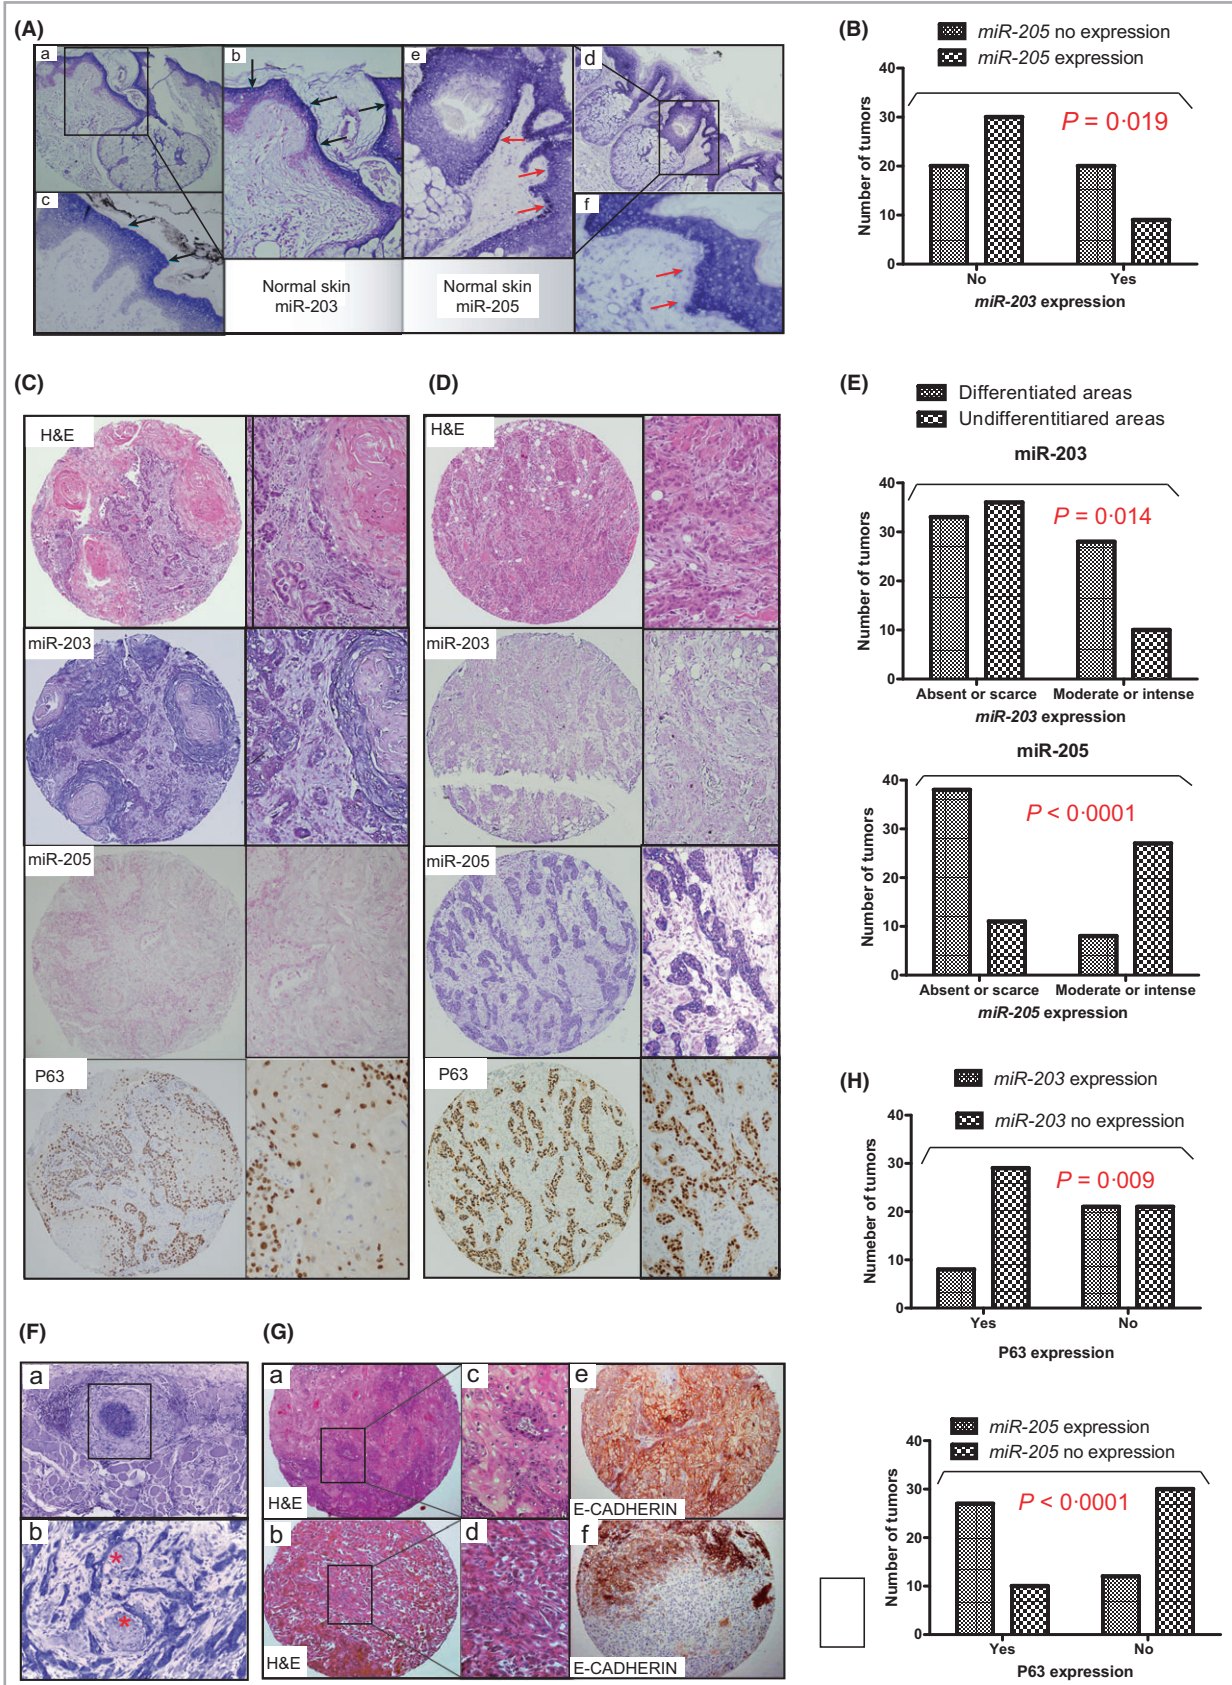 (A)
a
b
e
d
c
f
Normal skin
miR-203
Normal skin
miR-205
(B)
miR-205 no expression
miR-205 expression
40
30
20
10
0
Number of tumors
P = 0·019
No
Yes
miR-203 expression
(C)
H&E
miR-203
miR-205
P63
(D)
H&E
miR-203
miR-205
P63
(E)
Differentiated areas
Undifferentitiared areas
miR-203
40
30
20
10
0
Number of tumors
P = 0·014
Absent or scarce
Moderate or intense
miR-203 expression
miR-205
40
30
20
10
0
Number of tumors
P < 0·0001
Absent or scarce
Moderate or intense
miR-205 expression
(F)
a
b
*
*
(G)
a
H&E
c
e
E-CADHERIN
b
H&E
d
f
E-CADHERIN
(H)
miR-203 expression
miR-203 no expression
40
30
20
10
0
Numeber of tumors
P = 0·009
Yes
No
P63 expression
miR-205 expression
miR-205 no expression
40
30
20
10
0
Number of tumors
P < 0·0001
Yes
No
P63 expression